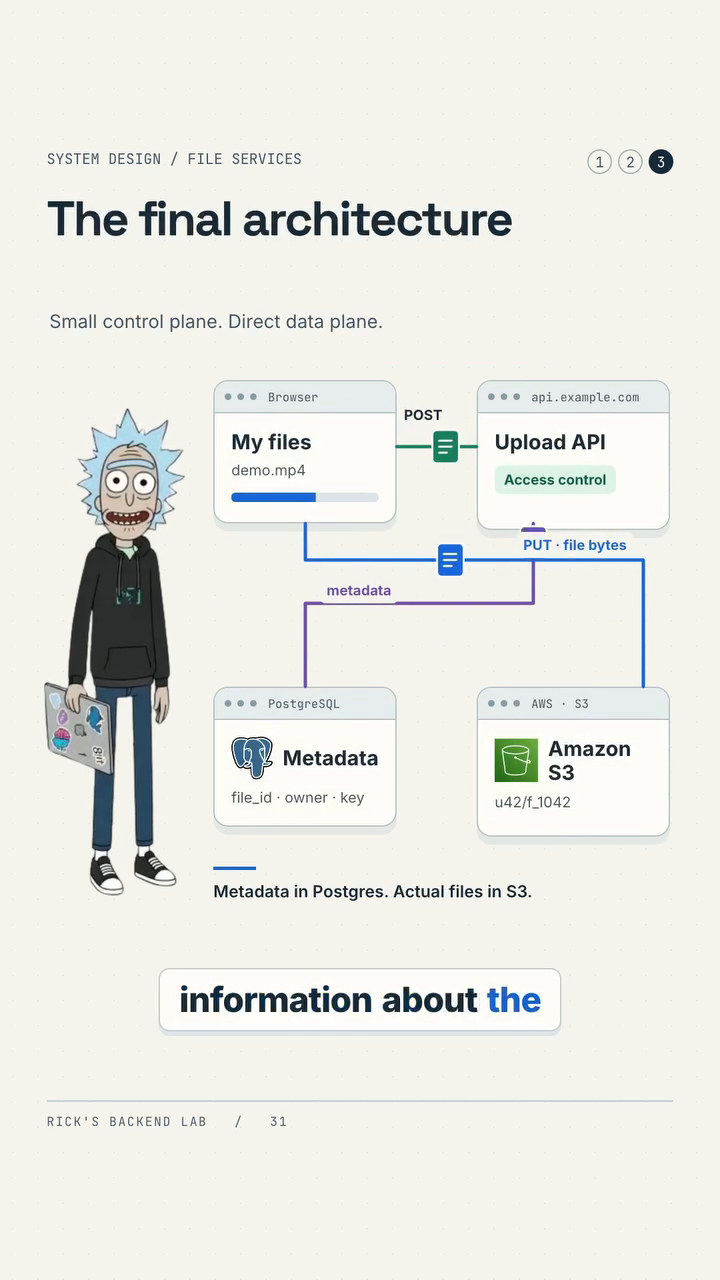 SYSTEM DESIGN / FILE SERVICES
1 2 3
The final architecture
Small control plane. Direct data plane.
Browser
My files
demo.mp4
POST
api.example.com
Upload API
Access control
PUT · file bytes
metadata
PostgreSQL
Metadata
file_id · owner · key
AWS · S3
Amazon
S3
u42/f_1042
Metadata in Postgres. Actual files in S3.
information about the
RICK'S BACKEND LAB / 31